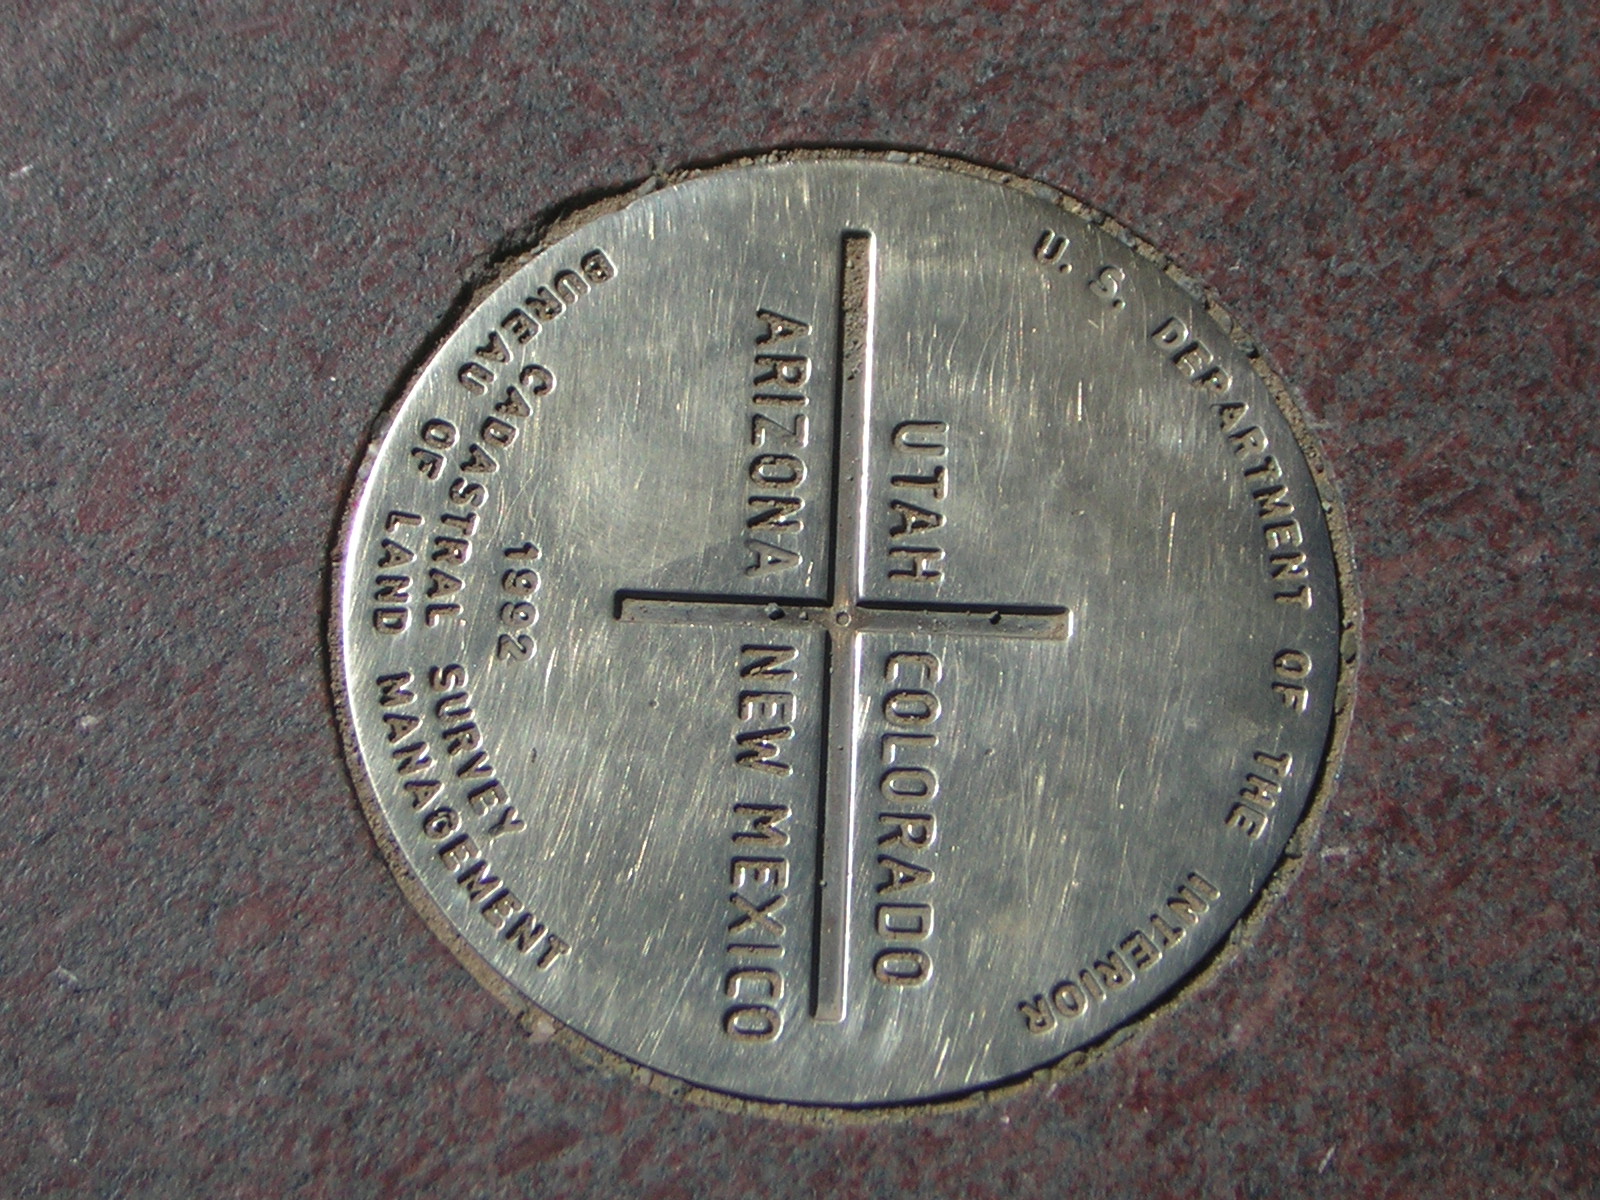 U. S. DEPARTMENT OF THE INTERIOR
UTAH COLORADO
ARIZONA NEW MEXICO
1992
CADASTRAL SURVEY
BUREAU OF LAND MANAGEMENT